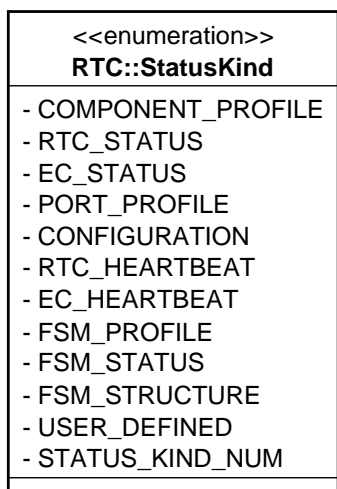 <<enumeration>>
RTC::StatusKind
- COMPONENT_PROFILE
- RTC_STATUS
- EC_STATUS
- PORT_PROFILE
- CONFIGURATION
- RTC_HEARTBEAT
- EC_HEARTBEAT
- FSM_PROFILE
- FSM_STATUS
- FSM_STRUCTURE
- USER_DEFINED
- STATUS_KIND_NUM